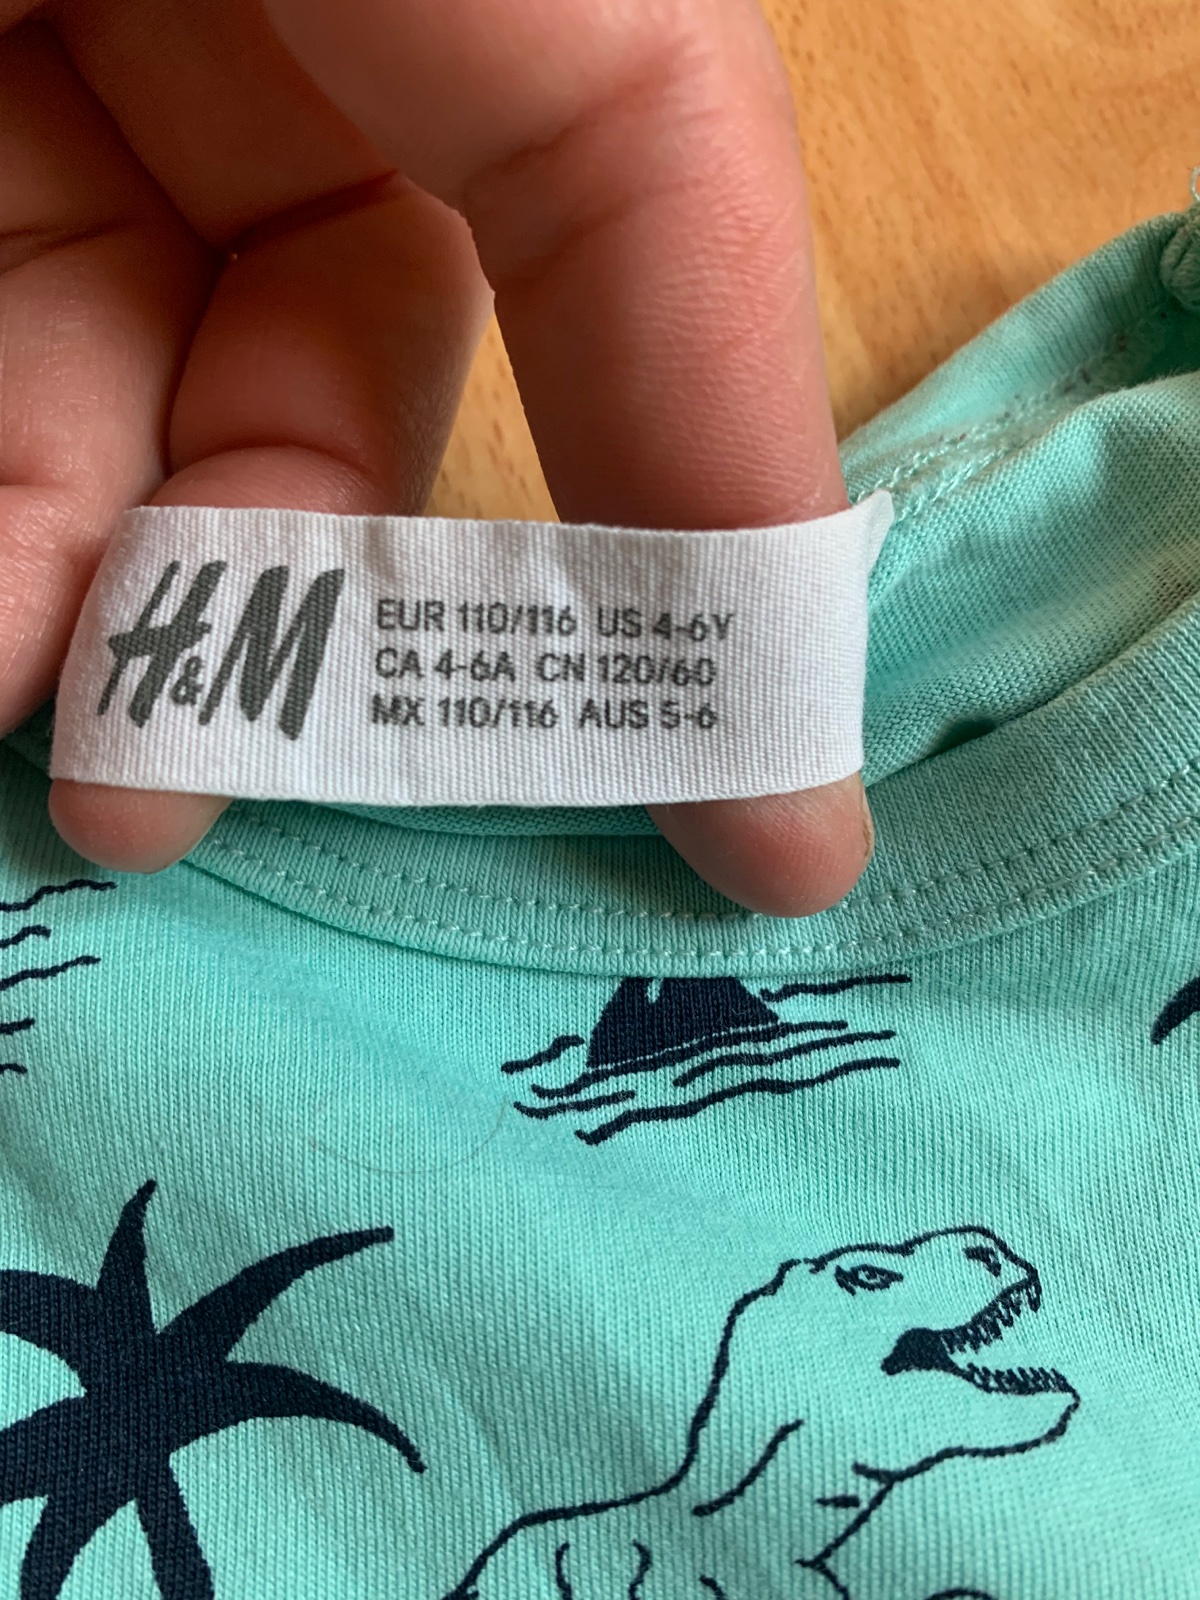 H&M
EUR 110/116 US 4-6Y
CA 4-6A CN 120/60
MX 110/116 AUS 5-6